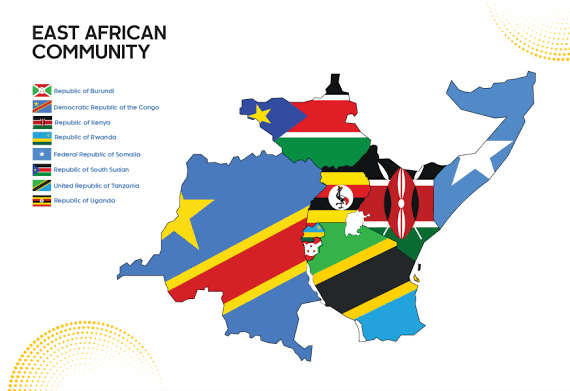 EAST AFRICAN
COMMUNITY
Republic of Burundi
Democratic Republic of the Congo
Republic of Kenya
Republic of Rwanda
Federal Republic of Somalia
Republic of South Sudan
United Republic of Tanzania
Republic of Uganda